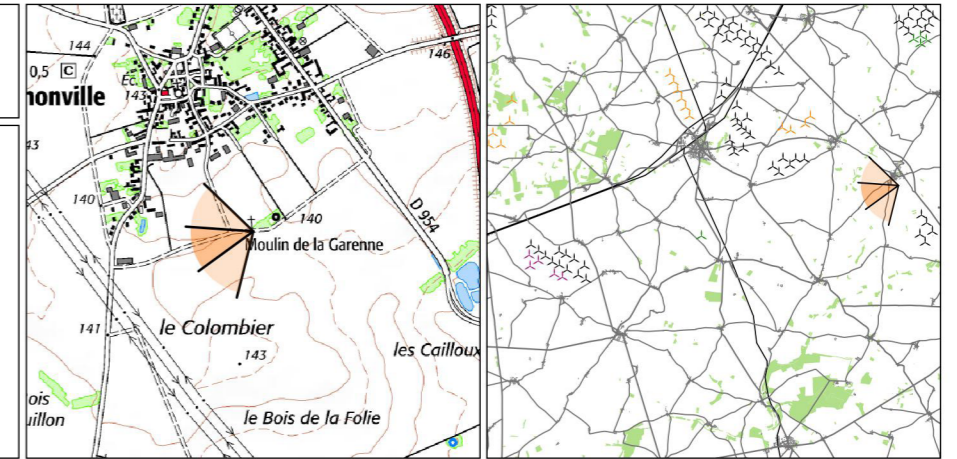 144
146
0,5 C
Éc.
143
nonville
43
140
140
Moulin de la Garenne
D 954
141
le Colombier
143
les Cailloux
ois
uillon
le Bois de la Folie